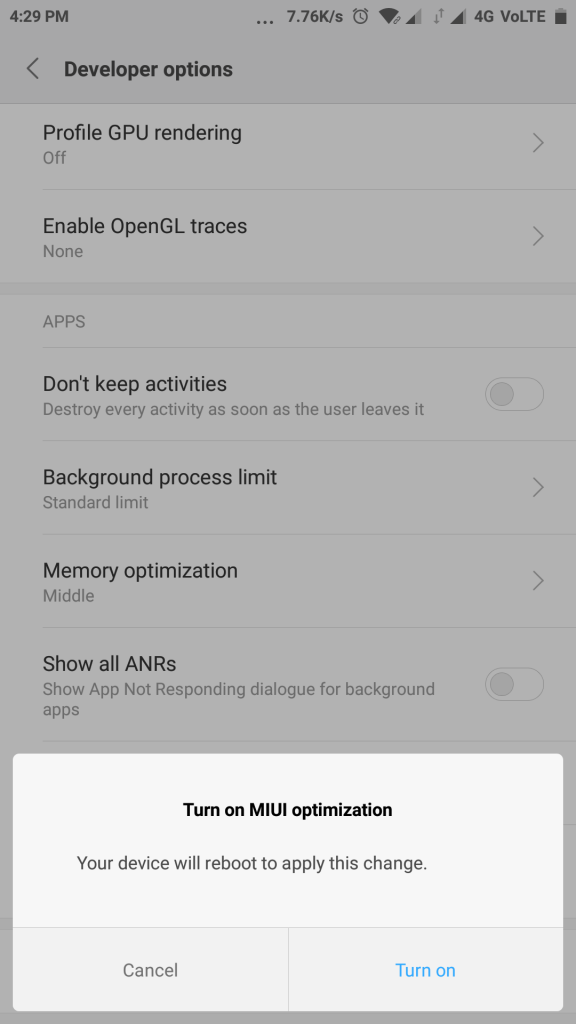 4:29 PM ... 7.76K/s 4G VoLTE
Developer options
Profile GPU rendering
Off
Enable OpenGL traces
None
APPS
Don't keep activities
Destroy every activity as soon as the user leaves it
Background process limit
Standard limit
Memory optimization
Middle
Show all ANRs
Show App Not Responding dialogue for background
apps
Turn on MIUI optimization
Your device will reboot to apply this change.
Cancel Turn on